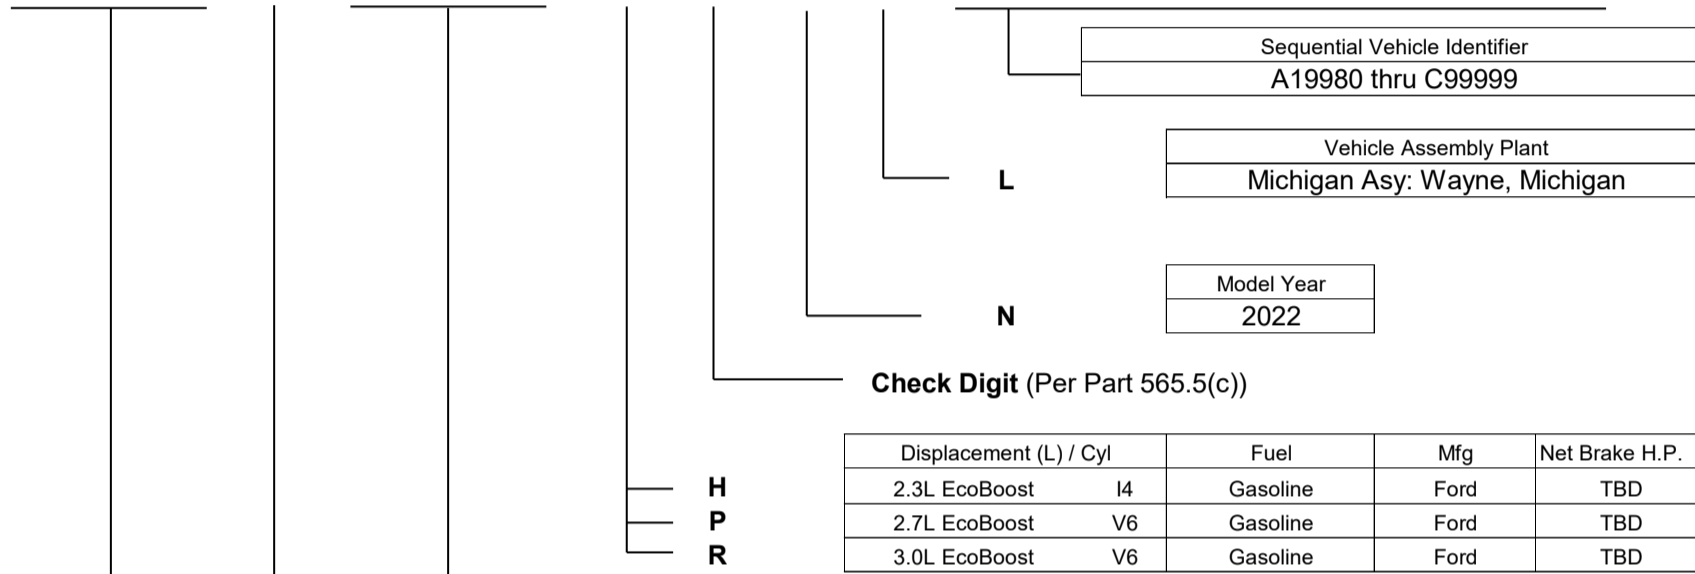 Sequential Vehicle Identifier
A19980 thru C99999
Vehicle Assembly Plant
L Michigan Asy: Wayne, Michigan
Model Year
N 2022
Check Digit (Per Part 565.5(c))
Displacement (L) / Cyl Fuel Mfg Net Brake H.P.
H 2.3L EcoBoost I4 Gasoline Ford TBD
P 2.7L EcoBoost V6 Gasoline Ford TBD
R 3.0L EcoBoost V6 Gasoline Ford TBD